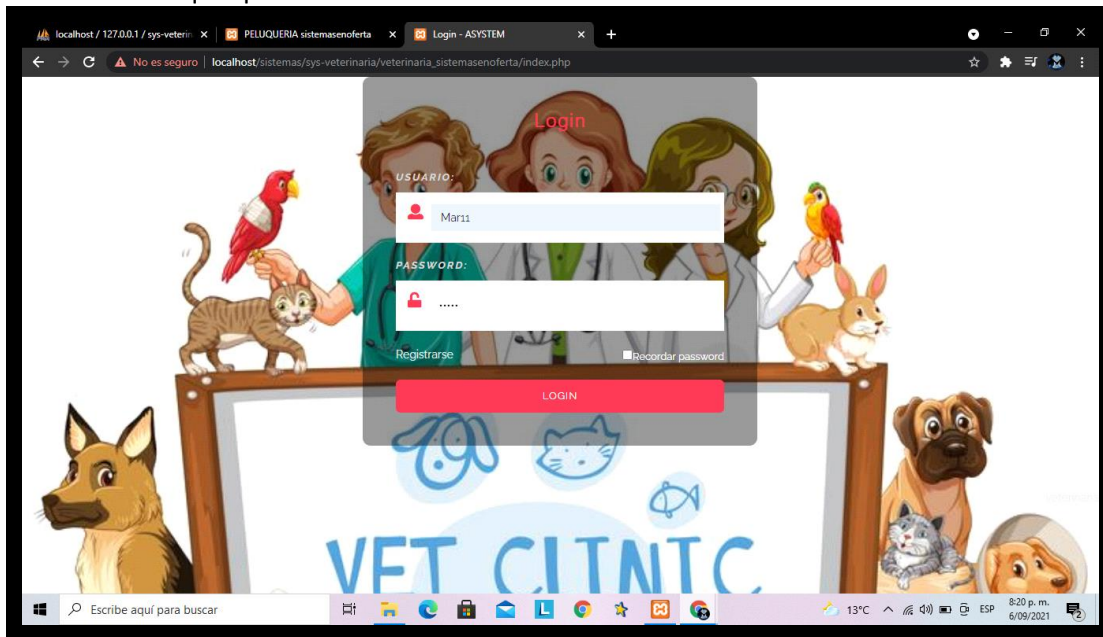 localhost / 127.0.0.1 / sys-veterin
PELUQUERIA sistemasenoferta
Login - ASYSTEM
No es seguro
localhost/sistemas/sys-veterinaria/veterinaria_sistemasenoferta/index.php
Login
USUARIO:
Mar11
PASSWORD:
.....
Registrarse
Recordar password
LOGIN
VET CLINIC
Escribe aquí para buscar
13°C
ESP
8:20 p. m.
6/09/2021
2